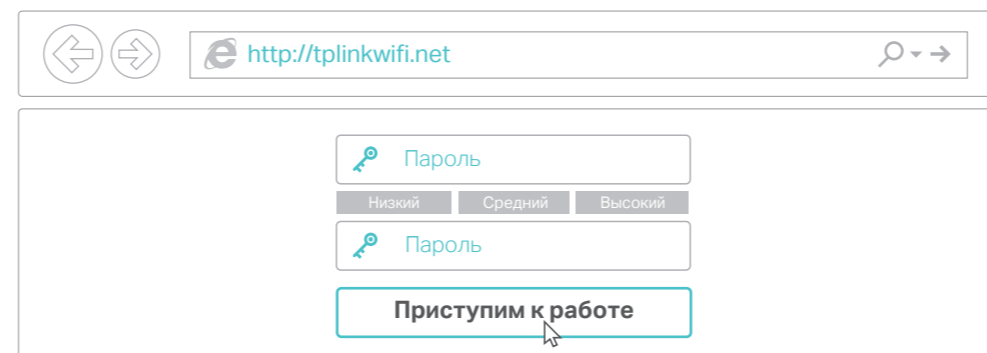 http://tplinkwifi.net
Пароль
Низкий Средний Высокий
Пароль
Приступим к работе